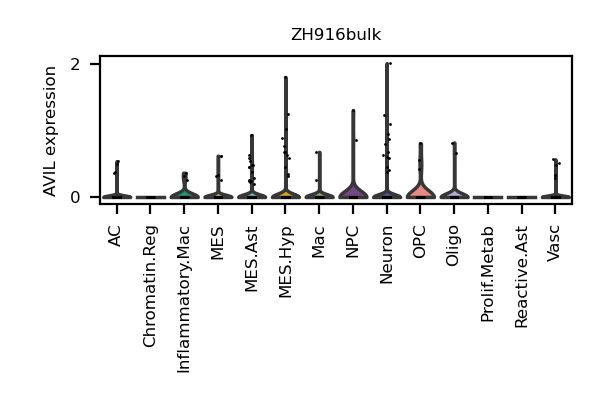 ZH916bulk
AVIL expression
2
0
AC
Chromatin.Reg
Inflammatory.Mac
MES
MES.Ast
MES.Hyp
Mac
NPC
Neuron
OPC
Oligo
Prolif.Metab
Reactive.Ast
Vasc